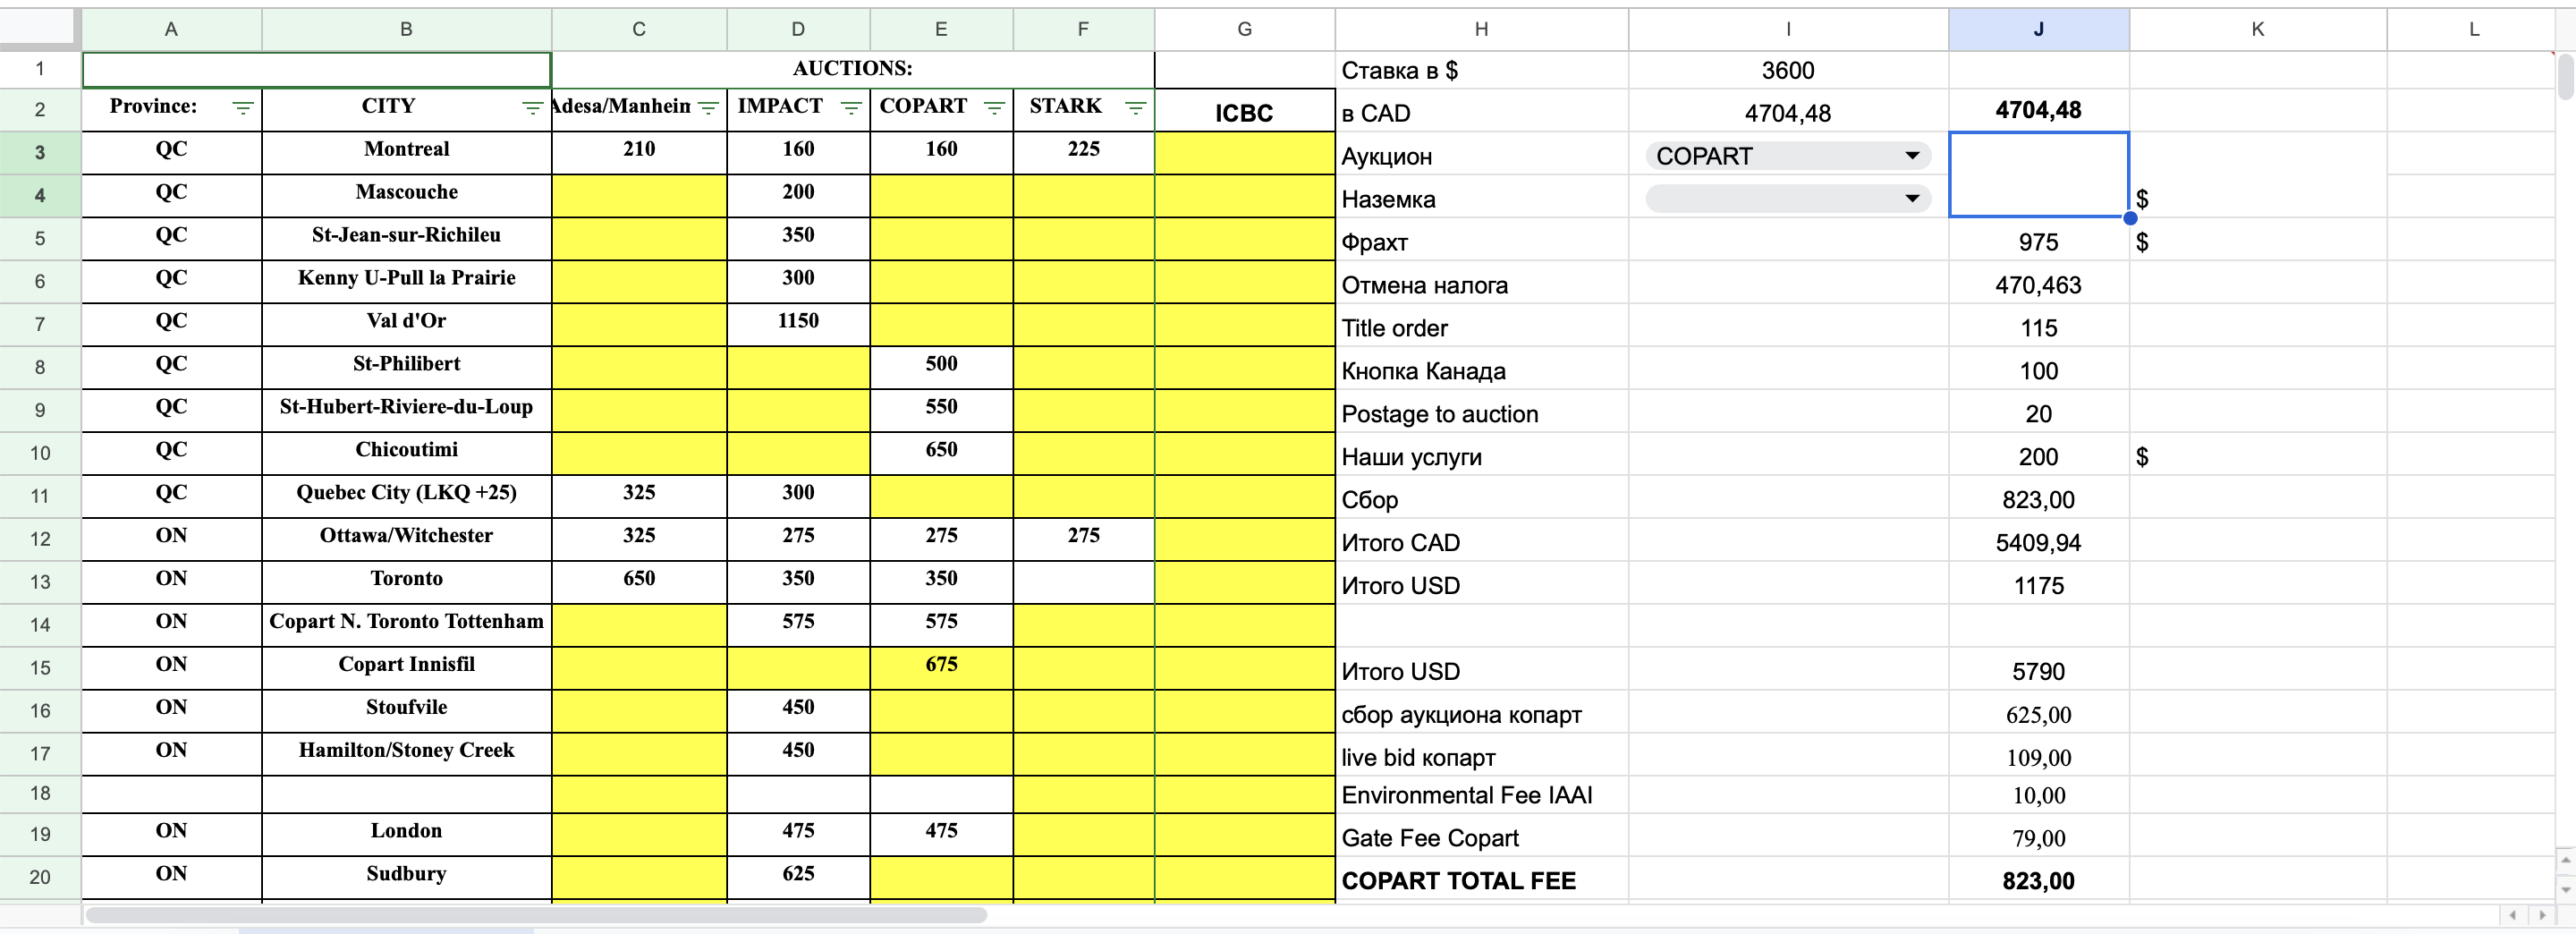 A B C D E F G H I J K L
1 AUCTIONS: Ставка в $ 3600
2 Province: CITY Adesa/Manhein IMPACT COPART STARK ICBC в CAD 4704,48 4704,48
3 QC Montreal 210 160 160 225 Аукцион COPART
4 QC Mascouche 200 Наземка $
5 QC St-Jean-sur-Richileu 350 Фрахт 975 $
6 QC Kenny U-Pull la Prairie 300 Отмена налога 470,463
7 QC Val d'Or 1150 Title order 115
8 QC St-Philibert 500 Кнопка Канада 100
9 QC St-Hubert-Riviere-du-Loup 550 Postage to auction 20
10 QC Chicoutimi 650 Наши услуги 200 $
11 QC Quebec City (LKQ +25) 325 300 Сбор 823,00
12 ON Ottawa/Witchester 325 275 275 275 Итого CAD 5409,94
13 ON Toronto 650 350 350 Итого USD 1175
14 ON Copart N. Toronto Tottenham 575 575
15 ON Copart Innisfil 675 Итого USD 5790
16 ON Stoufvile 450 сбор аукциона копарт 625,00
17 ON Hamilton/Stoney Creek 450 live bid копарт 109,00
18 Environmental Fee IAAI 10,00
19 ON London 475 475 Gate Fee Copart 79,00
20 ON Sudbury 625 COPART TOTAL FEE 823,00